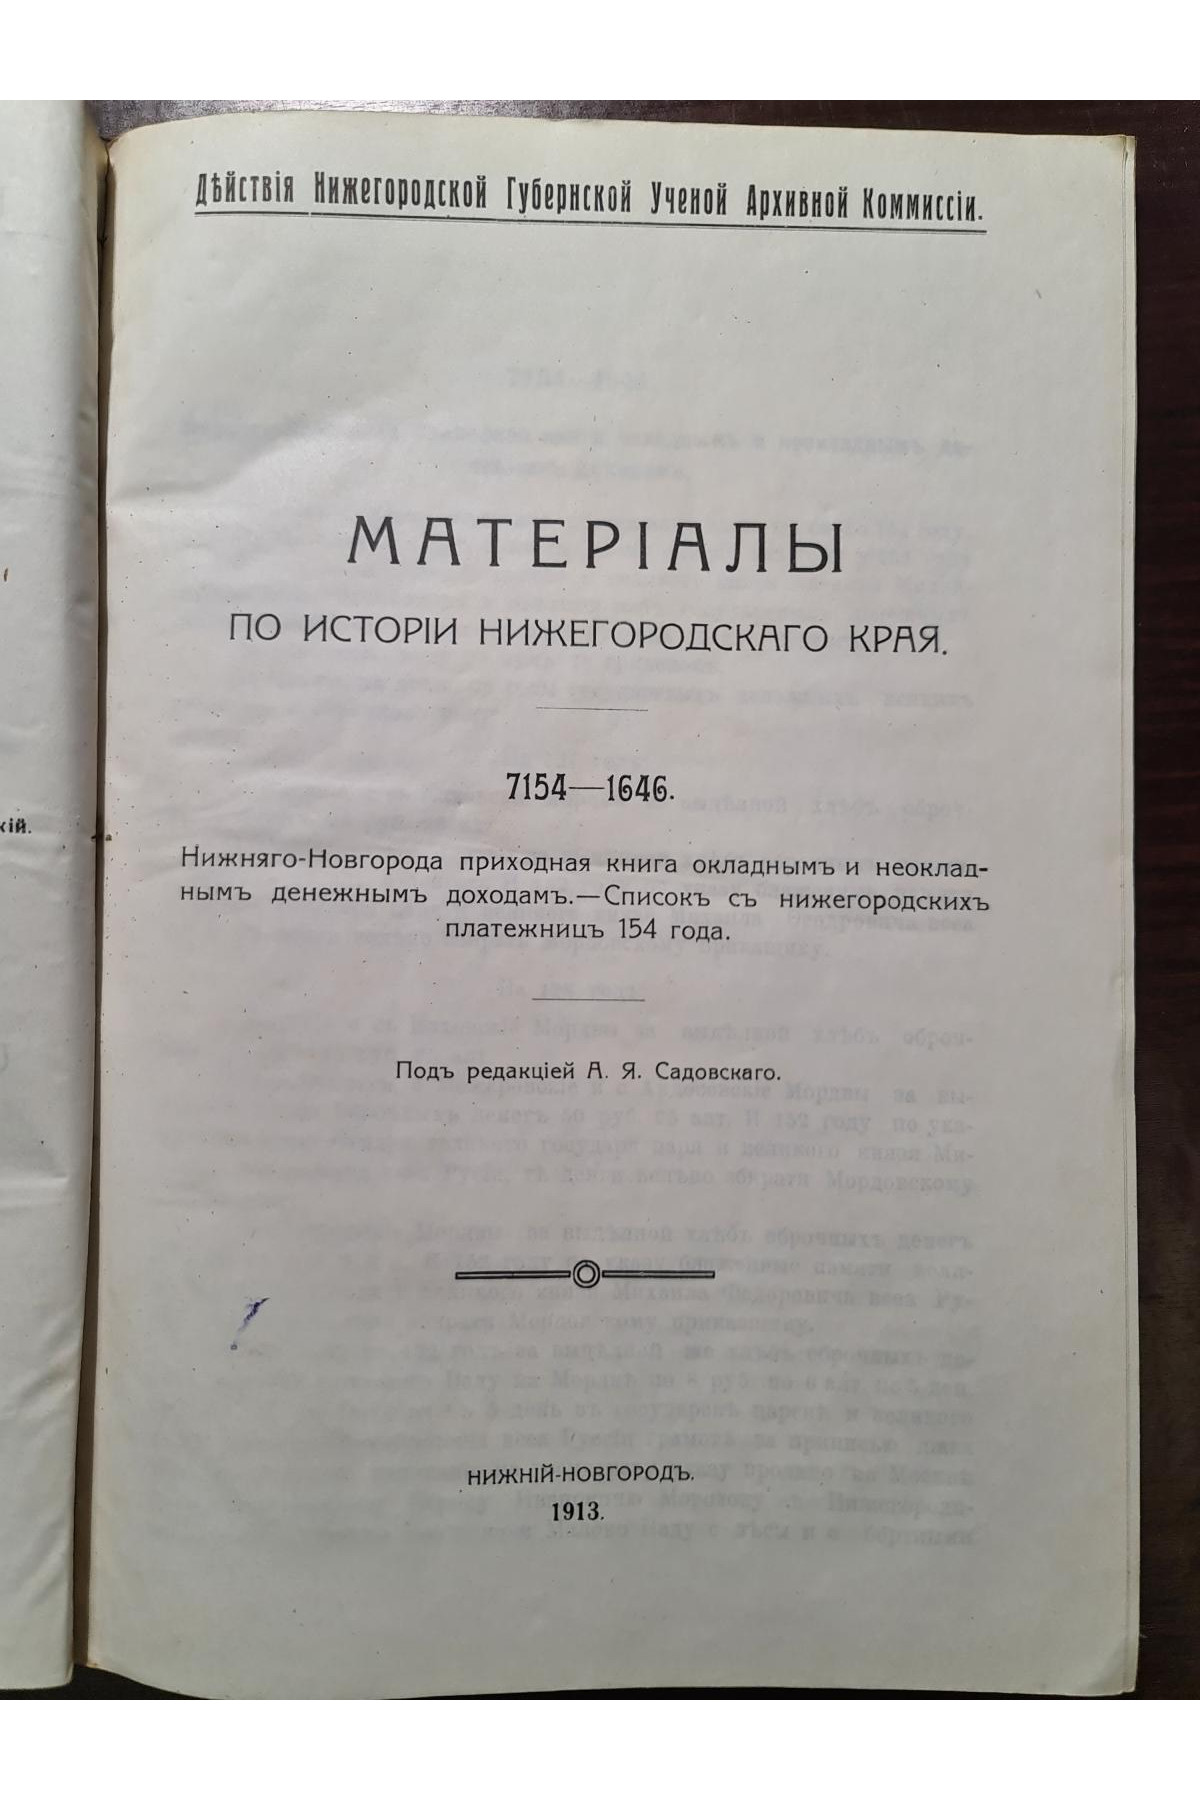 Дѣйствія Нижегородской Губернской Ученой Архивной Коммиссіи.
МАТЕРІАЛЫ
ПО ИСТОРІИ НИЖЕГОРОДСКАГО КРАЯ.
7154—1646.
кій.
Нижняго-Новгорода приходная книга окладнымъ и неоклад-
нымъ денежнымъ доходамъ.—Списокъ съ нижегородскихъ
платежницъ 154 года.
Подъ редакціей А. Я. Садовскаго.
НИЖНІЙ-НОВГОРОДЪ.
1913.